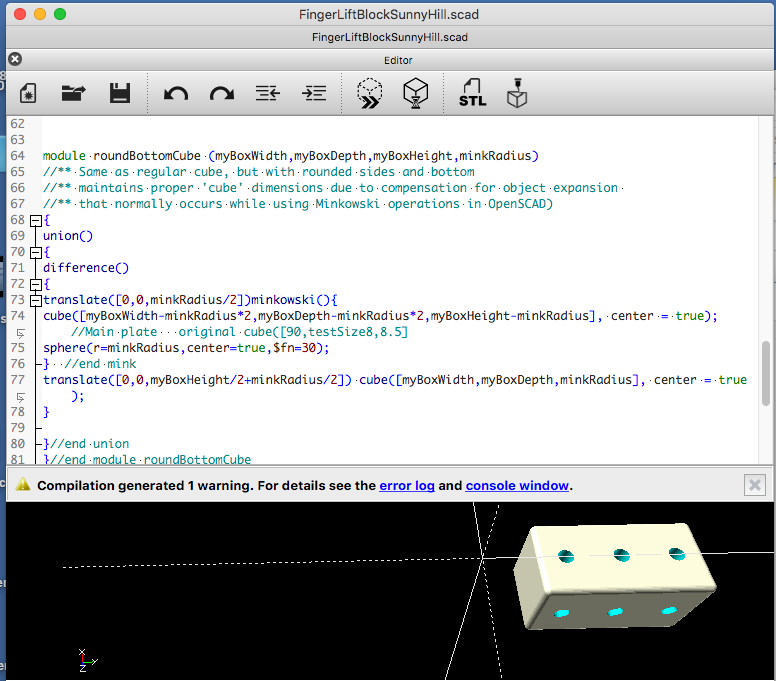 FingerLiftBlockSunnyHill.scad
FingerLiftBlockSunnyHill.scad
Editor
STL
62
63
64 module roundBottomCube (myBoxWidth,myBoxDepth,myBoxHeight,minkRadius)
65 //** Same as regular cube, but with rounded sides and bottom
66 //** maintains proper 'cube' dimensions due to compensation for object expansion
67 //** that normally occurs while using Minkowski operations in OpenSCAD)
68 {
69 union()
70 {
71 difference()
72 {
73 translate([0,0,minkRadius/2])minkowski(){
74 cube([myBoxWidth-minkRadius*2,myBoxDepth-minkRadius*2,myBoxHeight-minkRadius], center = true);
//Main plate   original cube([90,testSize8,8.5]
75 sphere(r=minkRadius,center=true,$fn=30);
76 }  //end mink
77 translate([0,0,myBoxHeight/2+minkRadius/2]) cube([myBoxWidth,myBoxDepth,minkRadius], center = true
);
78 }
79
80 }//end union
81 }//end module roundBottomCube
Compilation generated 1 warning. For details see the error log and console window.
X
Y
Z